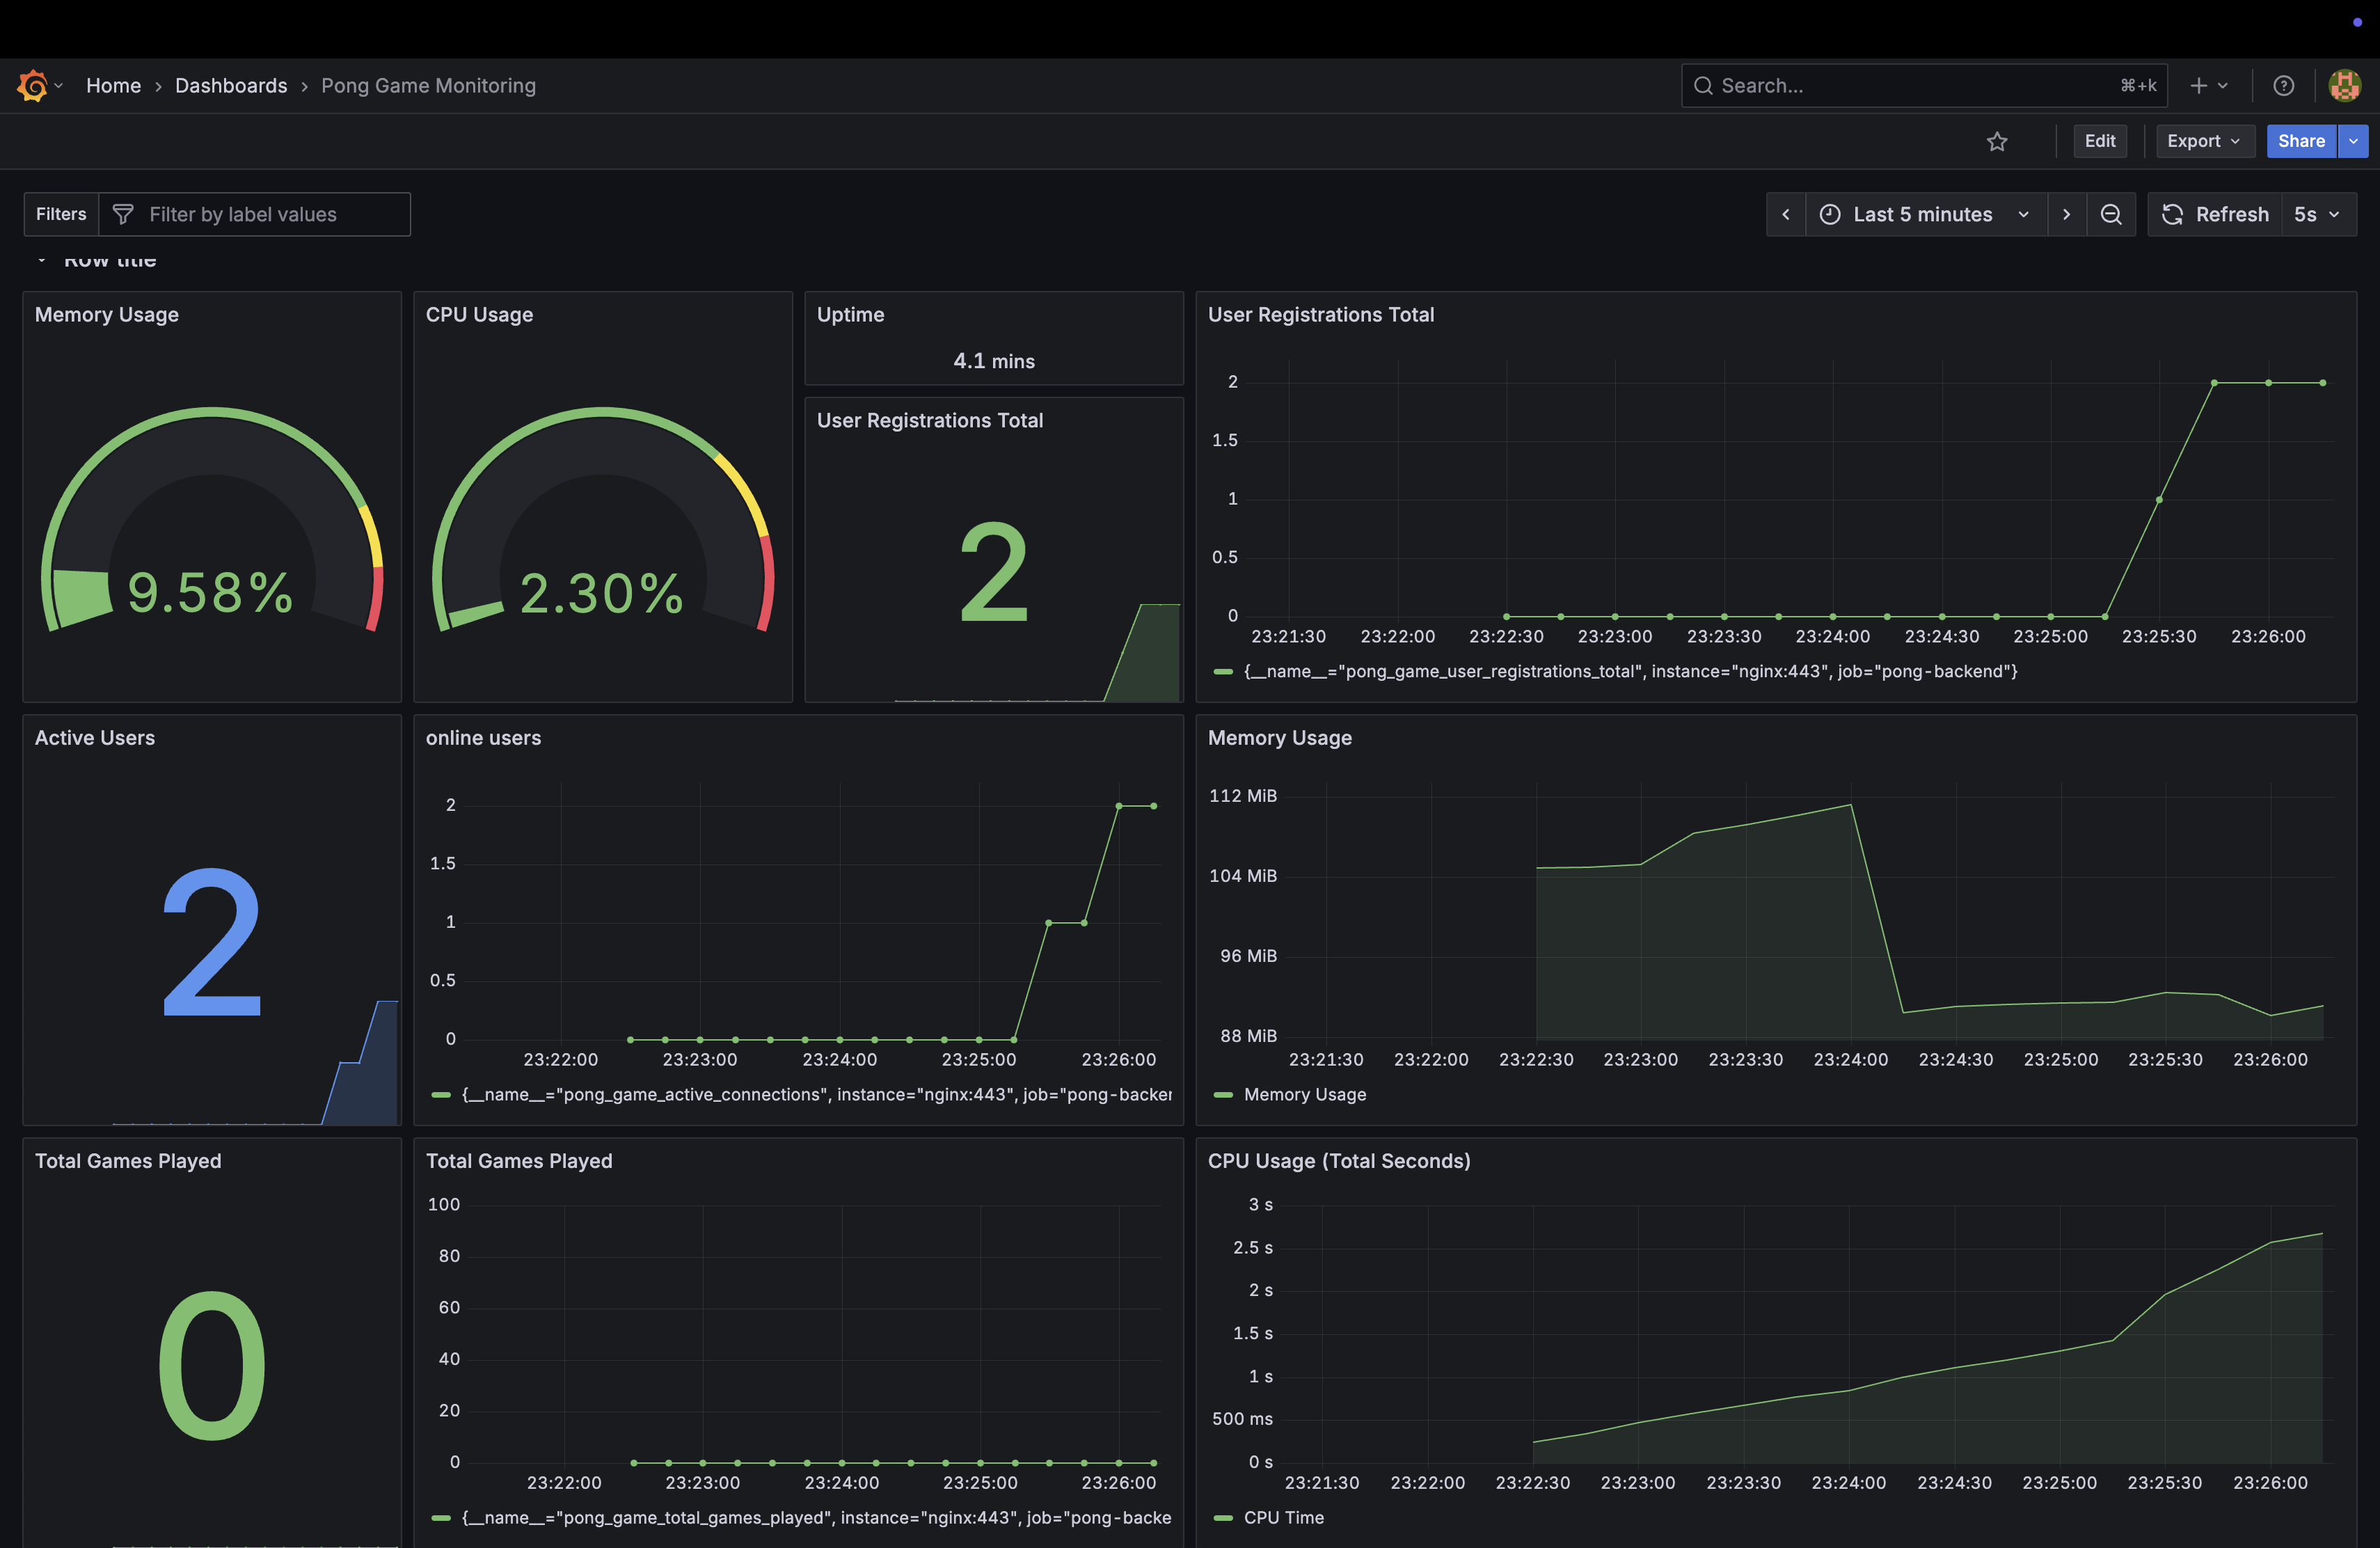 Home › Dashboards › Pong Game Monitoring
Search...
⌘+k
Edit
Export
Share
Filters
Filter by label values
Last 5 minutes
Refresh
5s
Row title
Memory Usage
9.58%
CPU Usage
2.30%
Uptime
4.1 mins
User Registrations Total
2
User Registrations Total
2
1.5
1
0.5
0
23:21:30 23:22:00 23:22:30 23:23:00 23:23:30 23:24:00 23:24:30 23:25:00 23:25:30 23:26:00
{__name__="pong_game_user_registrations_total", instance="nginx:443", job="pong-backend"}
Active Users
2
online users
2
1.5
1
0.5
0
23:22:00 23:23:00 23:24:00 23:25:00 23:26:00
{__name__="pong_game_active_connections", instance="nginx:443", job="pong-backer
Memory Usage
112 MiB
104 MiB
96 MiB
88 MiB
23:21:30 23:22:00 23:22:30 23:23:00 23:23:30 23:24:00 23:24:30 23:25:00 23:25:30 23:26:00
Memory Usage
Total Games Played
0
Total Games Played
100
80
60
40
20
0
23:22:00 23:23:00 23:24:00 23:25:00 23:26:00
{__name__="pong_game_total_games_played", instance="nginx:443", job="pong-backe
CPU Usage (Total Seconds)
3 s
2.5 s
2 s
1.5 s
1 s
500 ms
0 s
23:21:30 23:22:00 23:22:30 23:23:00 23:23:30 23:24:00 23:24:30 23:25:00 23:25:30 23:26:00
CPU Time